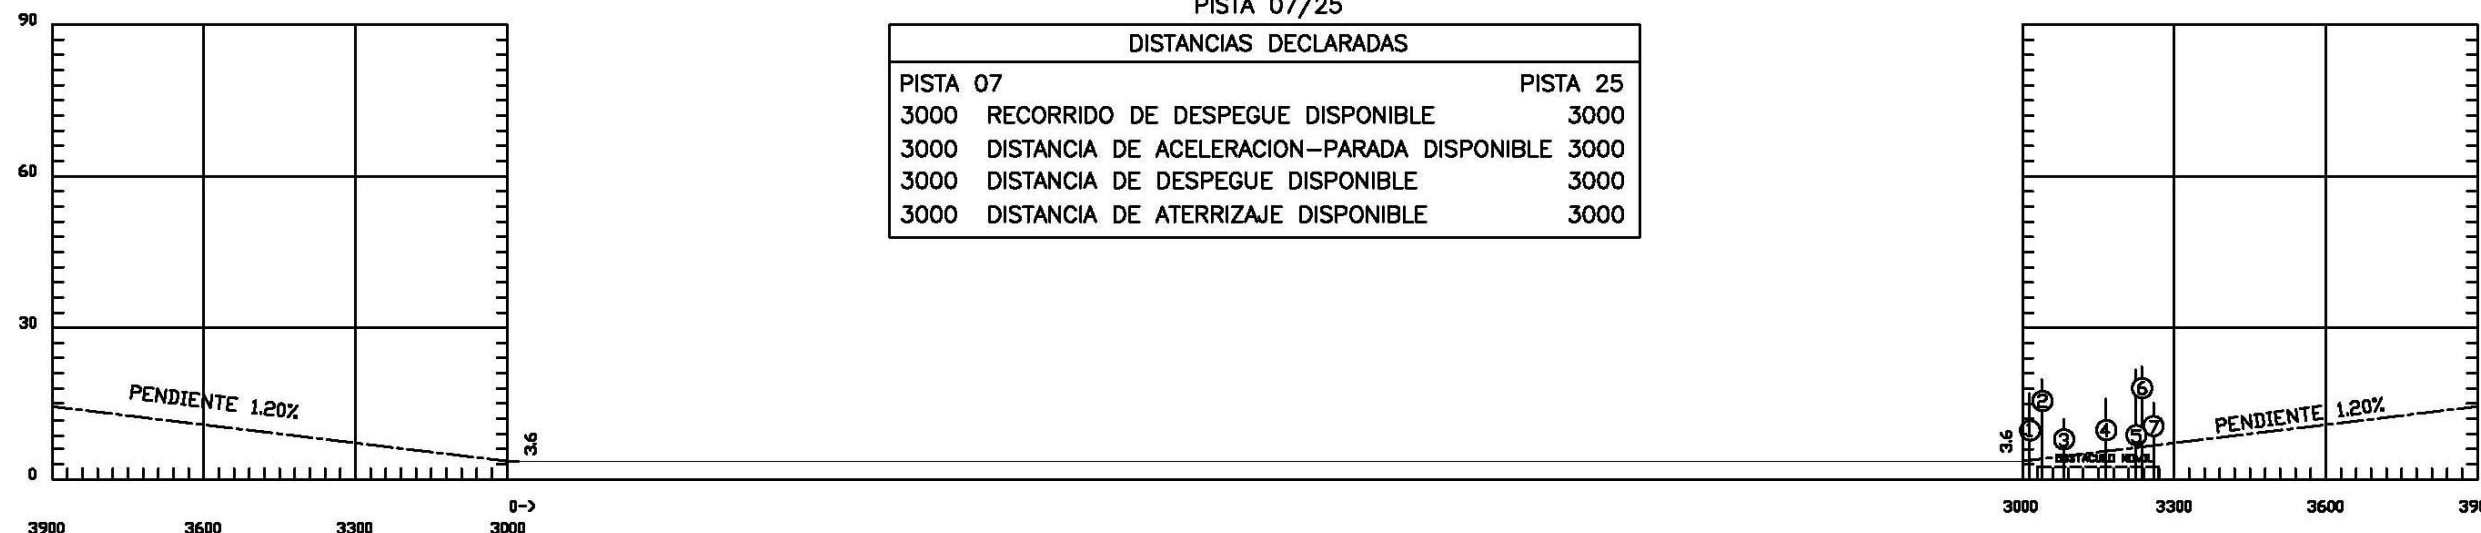 PISTA 07/25
DISTANCIAS DECLARADAS
PISTA 07 PISTA 25
3000 RECORRIDO DE DESPEGUE DISPONIBLE 3000
3000 DISTANCIA DE ACELERACION-PARADA DISPONIBLE 3000
3000 DISTANCIA DE DESPEGUE DISPONIBLE 3000
3000 DISTANCIA DE ATERRIZAJE DISPONIBLE 3000
90
60
30
0
PENDIENTE 1.20%
3.6
0->
3900 3600 3300 3000
3.6
1 2 3 4 5 6 7
PENDIENTE 1.20%
3000 3300 3600